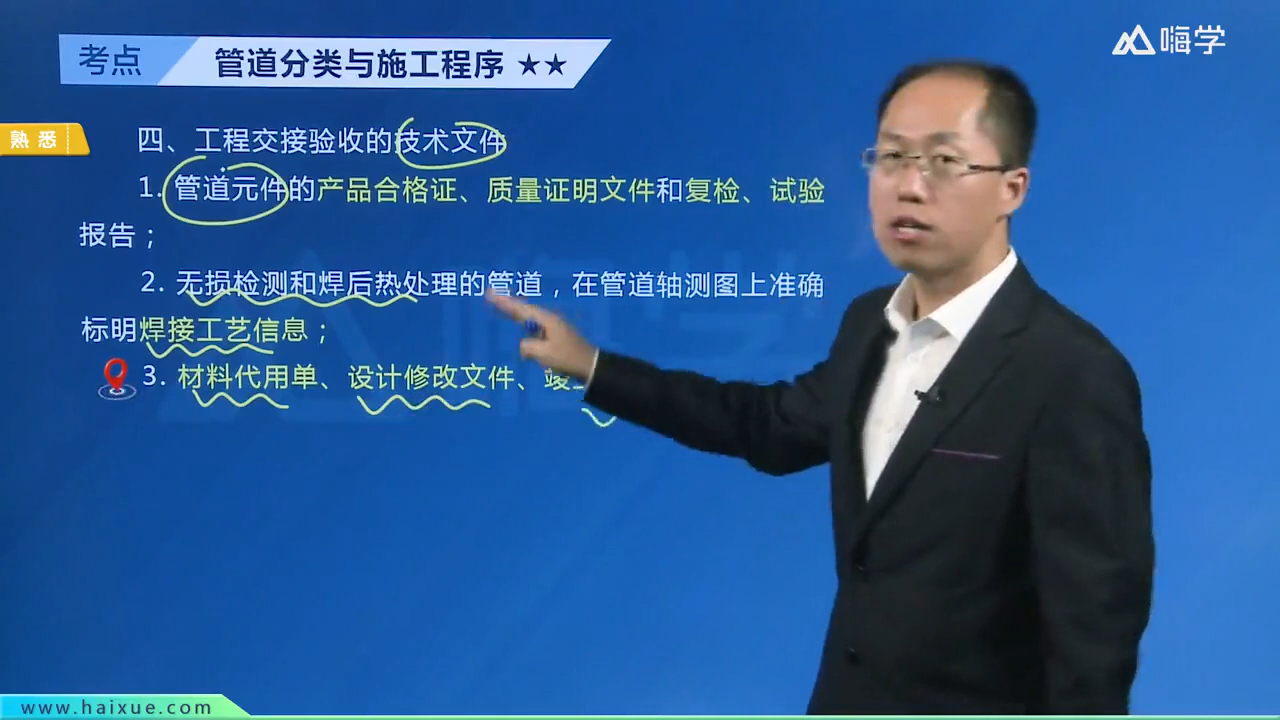 考点 管道分类与施工程序 ★★
嗨学
熟悉
四、工程交接验收的技术文件
1. 管道元件的产品合格证、质量证明文件和复检、试验
报告；
2. 无损检测和焊后热处理的管道，在管道轴测图上准确
标明焊接工艺信息；
3. 材料代用单、设计修改文件、竣
www.haixue.com